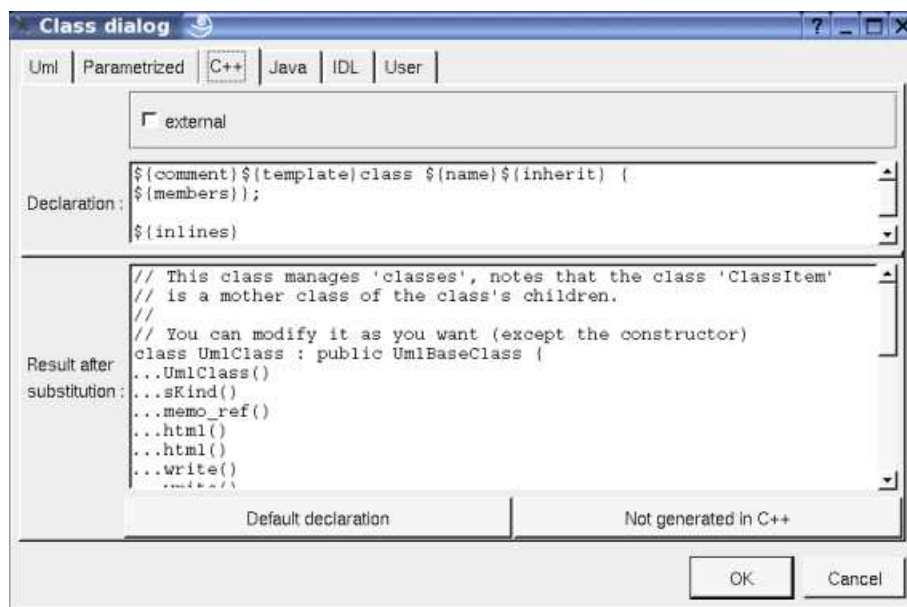 Class dialog
? _ X
Uml Parametrized C++ Java IDL User
external
Declaration :
${comment}${template}class ${name}${inherit} {
${members}};
${inlines}
Result after
substitution :
// This class manages 'classes', notes that the class 'ClassItem'
// is a mother class of the class's children.
//
// You can modify it as you want (except the constructor)
class UmlClass : public UmlBaseClass {
...UmlClass()
...sKind()
...memo_ref()
...html()
...html()
...write()
Default declaration Not generated in C++
OK Cancel